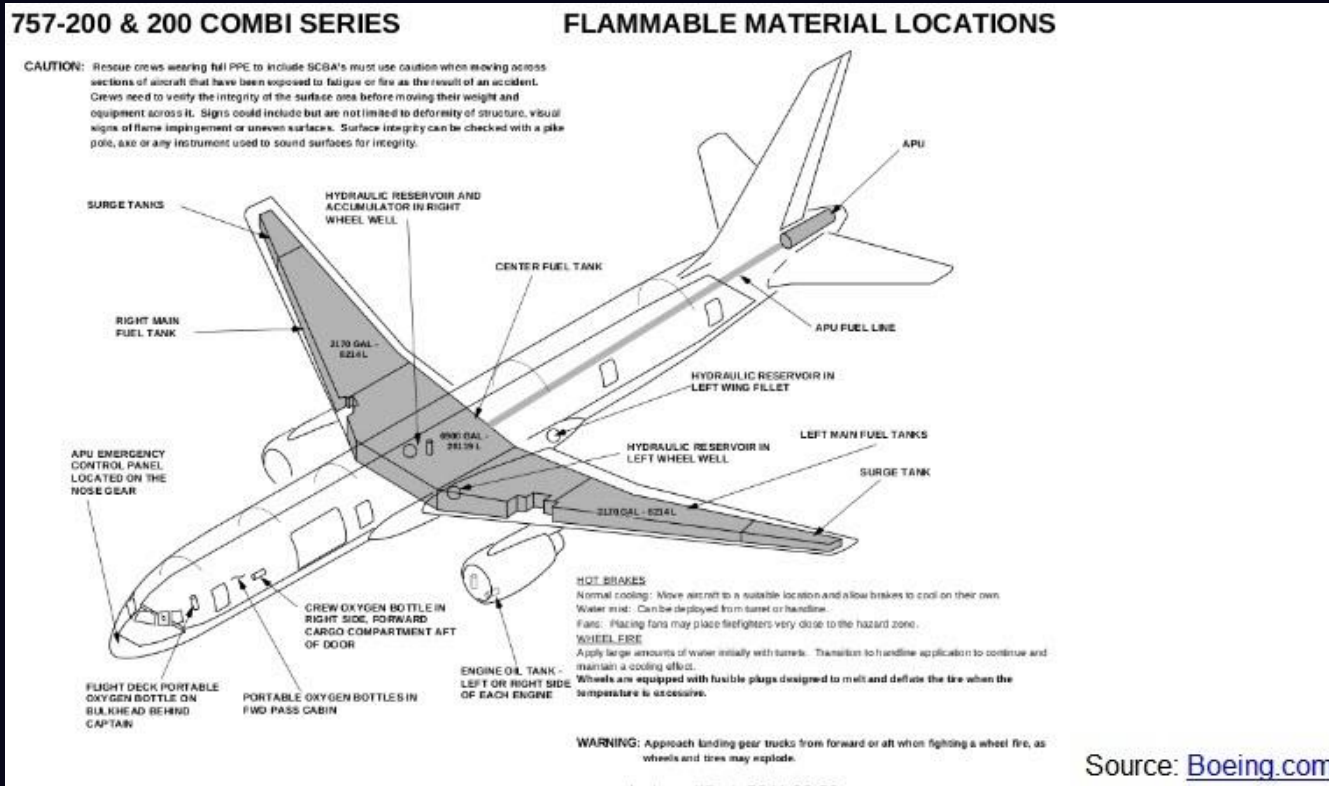 757-200 & 200 COMBI SERIES
FLAMMABLE MATERIAL LOCATIONS
CAUTION: Rescue crews wearing full PPE to include SCBA's must use caution when moving across
sections of aircraft that have been exposed to fatigue or fire as the result of an accident.
Crews need to verify the integrity of the surface area before moving their weight and
equipment across it. Signs could include but are not limited to deformity of structure, visual
signs of flame impingement or uneven surfaces. Surface integrity can be checked with a pike
pole, axe or any instrument used to sound surfaces for integrity.
APU
SURGE TANKS
HYDRAULIC RESERVOIR AND
ACCUMULATOR IN RIGHT
WHEEL WELL
CENTER FUEL TANK
RIGHT MAIN
FUEL TANK
APU FUEL LINE
2170 GAL -
8214 L
HYDRAULIC RESERVOIR IN
LEFT WING FILLET
6900 GAL -
26119 L
LEFT MAIN FUEL TANKS
HYDRAULIC RESERVOIR IN
LEFT WHEEL WELL
APU EMERGENCY
CONTROL PANEL
LOCATED ON THE
NOSE GEAR
SURGE TANK
2170 GAL - 8214 L
HOT BRAKES
Normal cooling: Move aircraft to a suitable location and allow brakes to cool on their own.
Water mist: Can be deployed from turret or handline.
Fans: Placing fans may place firefighters very close to the hazard zone.
WHEEL FIRE
Apply large amounts of water initially with turrets. Transition to handline application to continue and
maintain a cooling effect.
Wheels are equipped with fusible plugs designed to melt and deflate the tire when the
temperature is excessive.
CREW OXYGEN BOTTLE IN
RIGHT SIDE, FORWARD
CARGO COMPARTMENT AFT
OF DOOR
ENGINE OIL TANK -
LEFT OR RIGHT SIDE
OF EACH ENGINE
FLIGHT DECK PORTABLE
OXYGEN BOTTLE ON
BULKHEAD BEHIND
CAPTAIN
PORTABLE OXYGEN BOTTLES IN
FWD PASS CABIN
WARNING: Approach landing gear trucks from forward or aft when fighting a wheel fire, as
wheels and tires may explode.
Source: Boeing.com